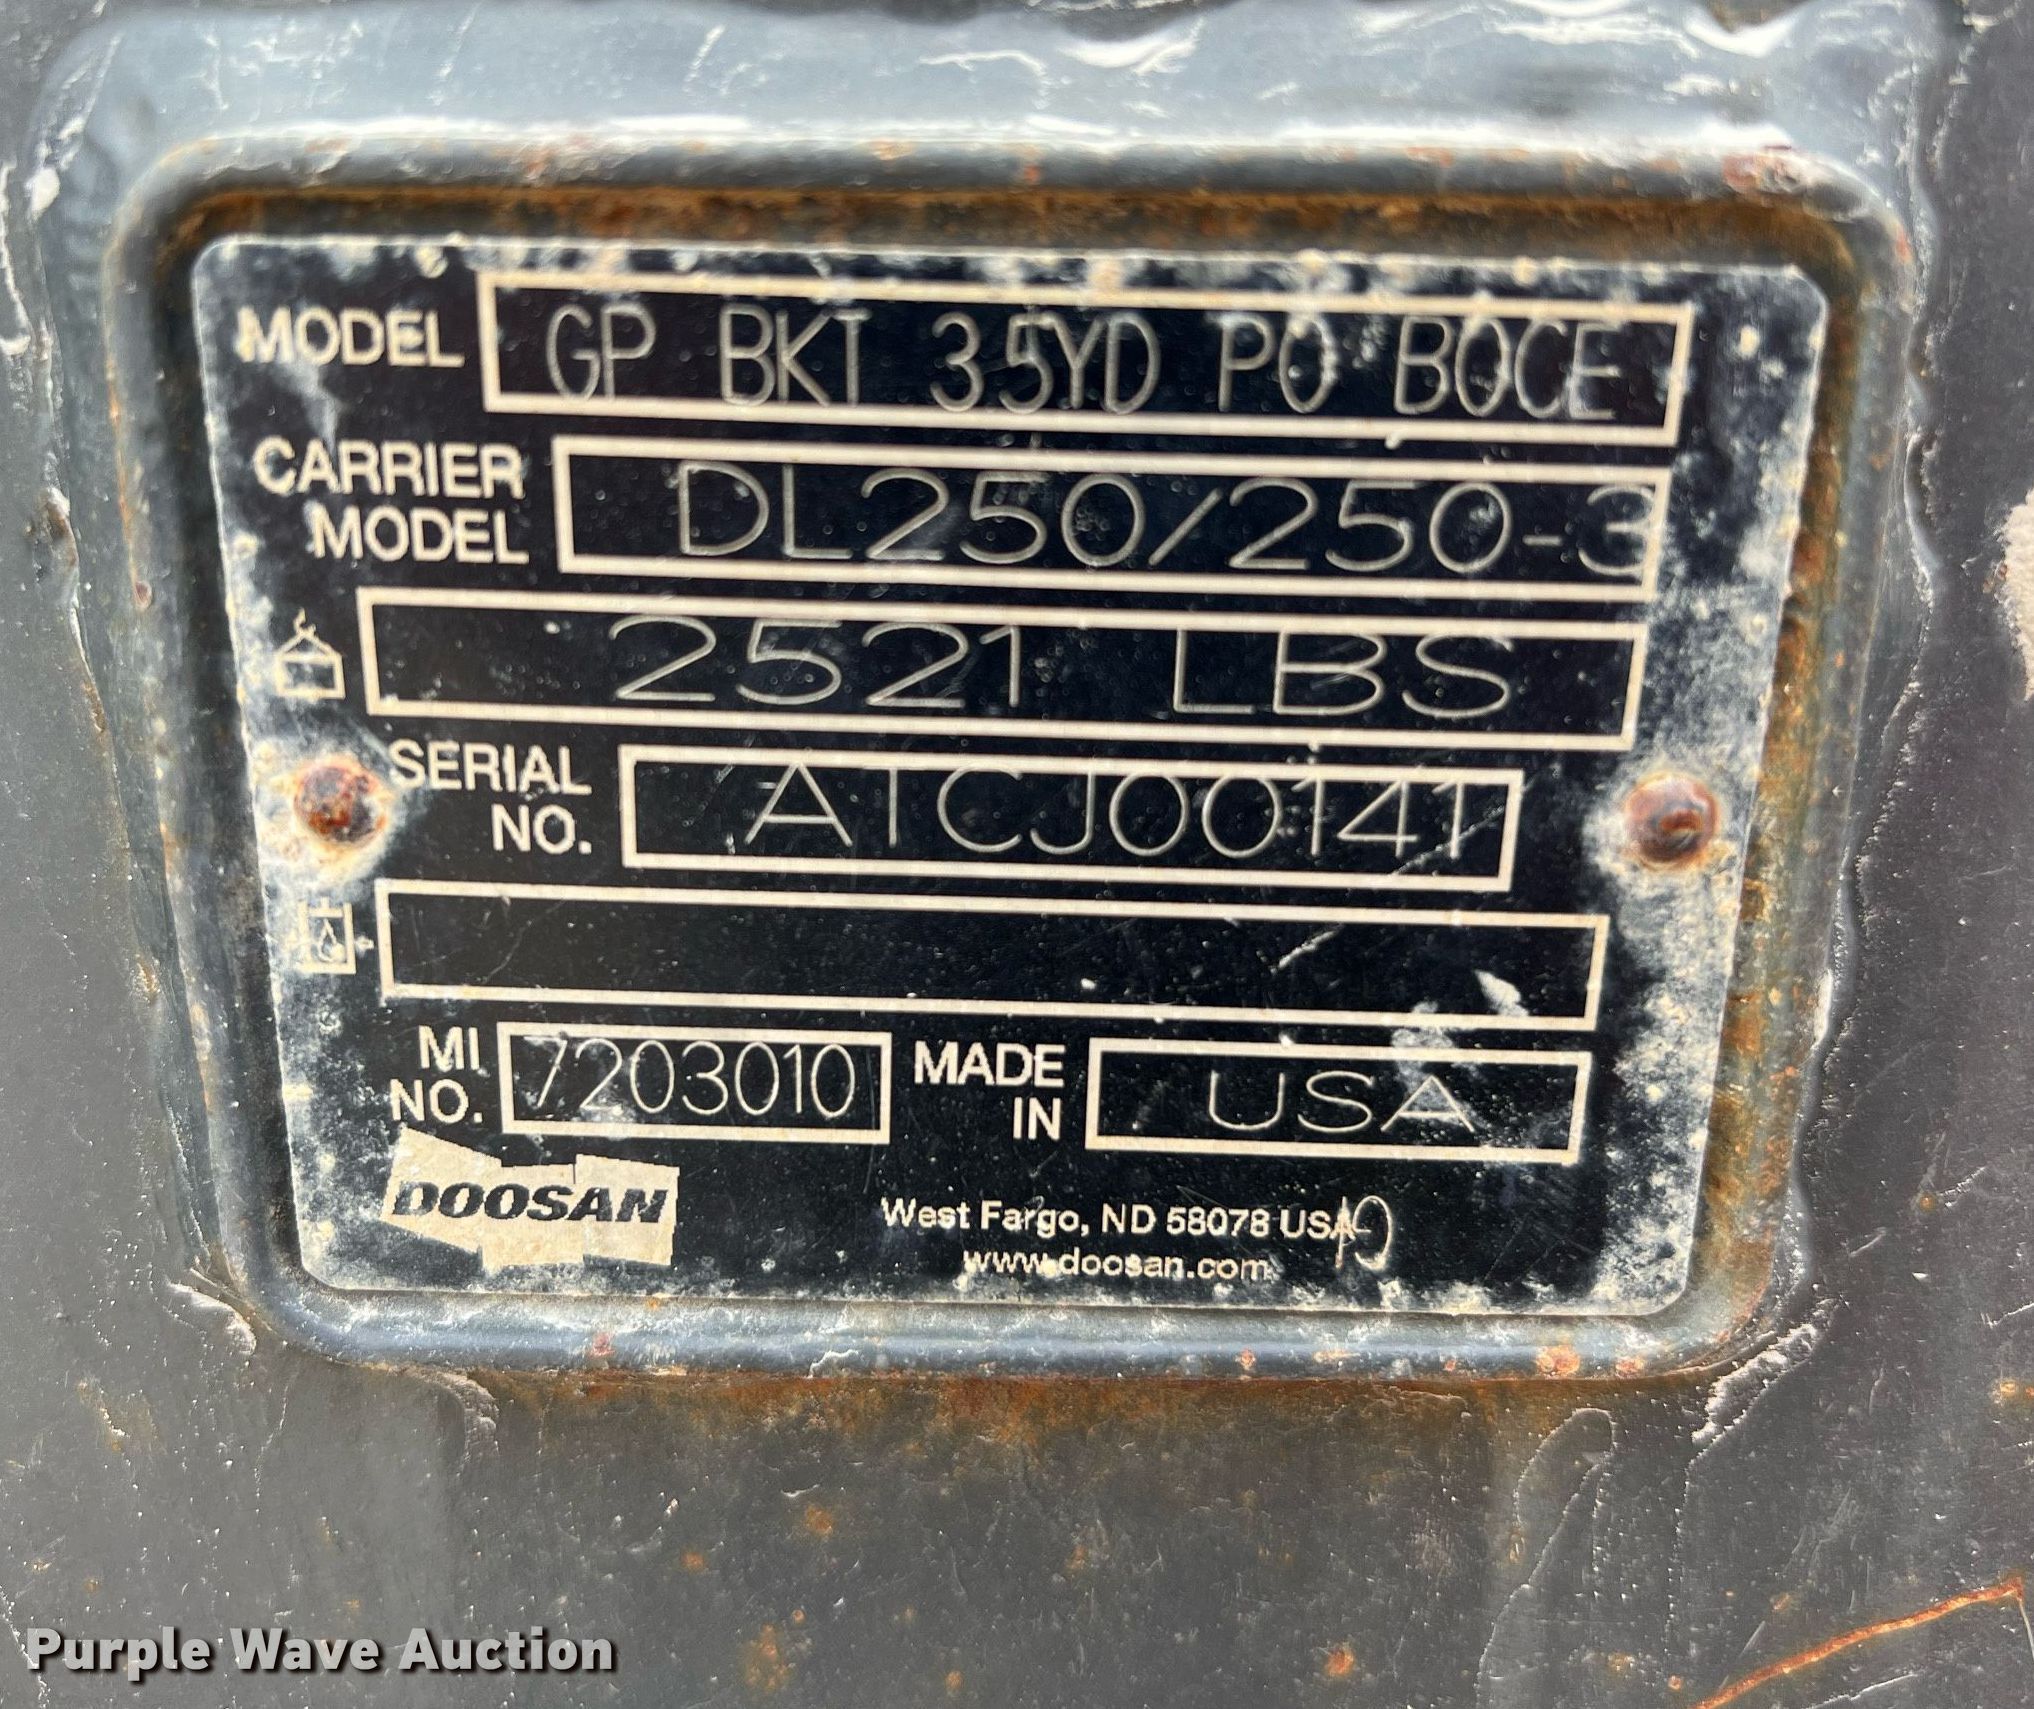 MODEL GP BKT 3.5YD PO BOCE
CARRIER MODEL DL250/250-3
2521 LBS
SERIAL NO. ATCJ00141
MI NO. 7203010 MADE IN USA
DOOSAN
West Fargo, ND 58078 USA
www.doosan.com
Purple Wave Auction